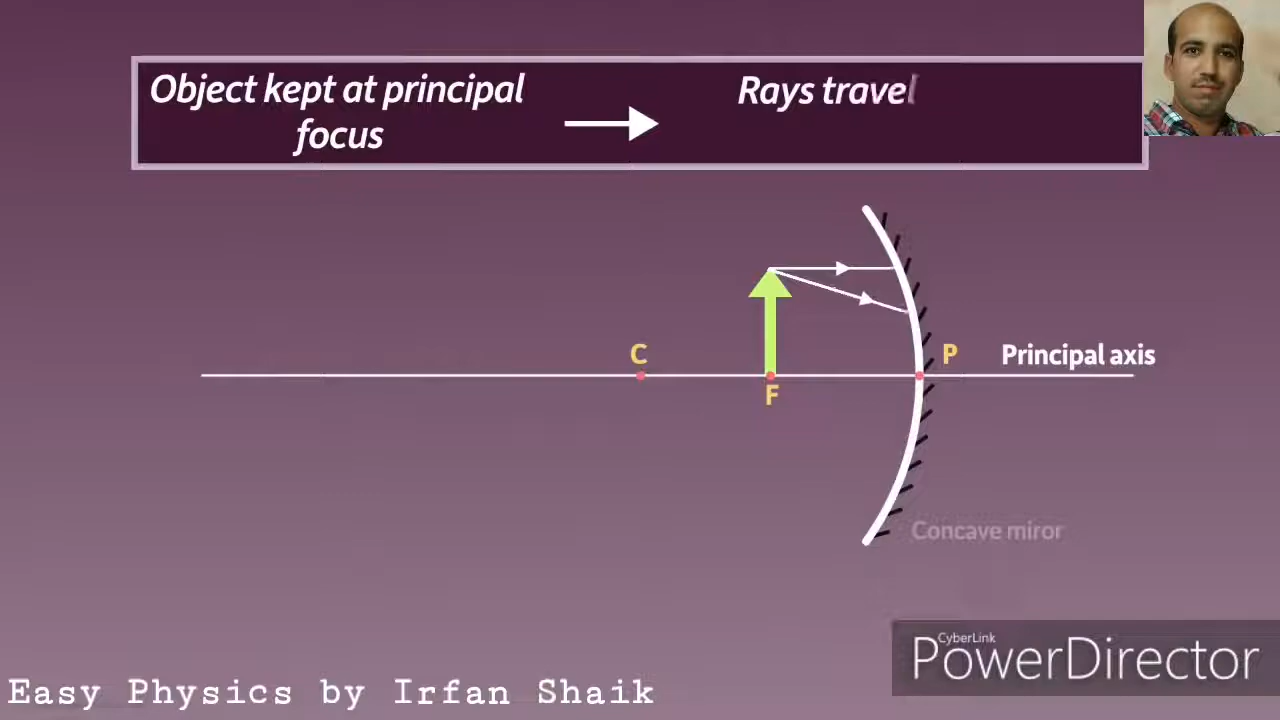 Object kept at principal
focus
Rays travel
C
F
P
Principal axis
Concave miror
CyberLink
PowerDirector
Easy Physics by Irfan Shaik